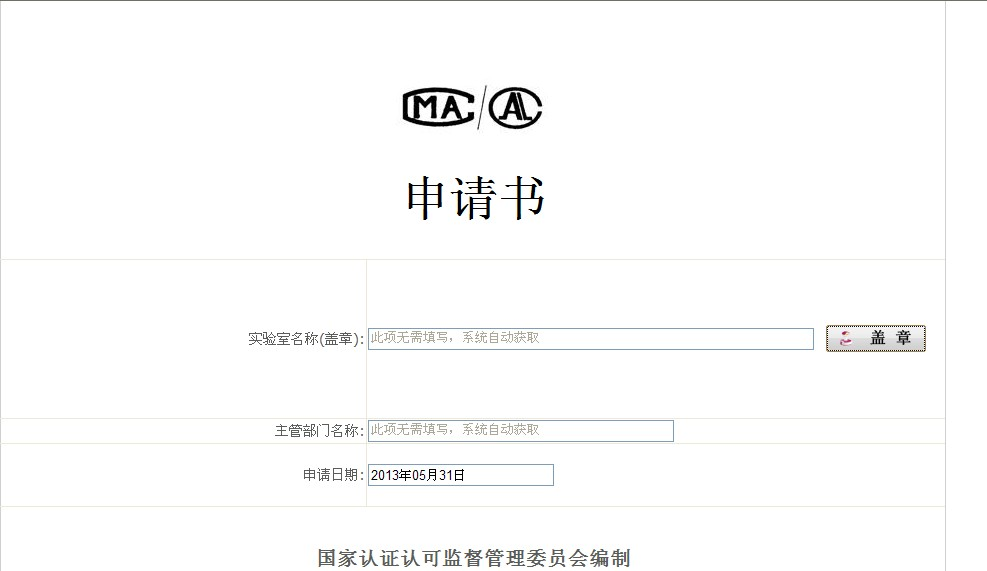 CMA/CAL
申请书
实验室名称(盖章): 此项无需填写，系统自动获取 盖 章
主管部门名称: 此项无需填写，系统自动获取
申请日期: 2013年05月31日
国家认证认可监督管理委员会编制